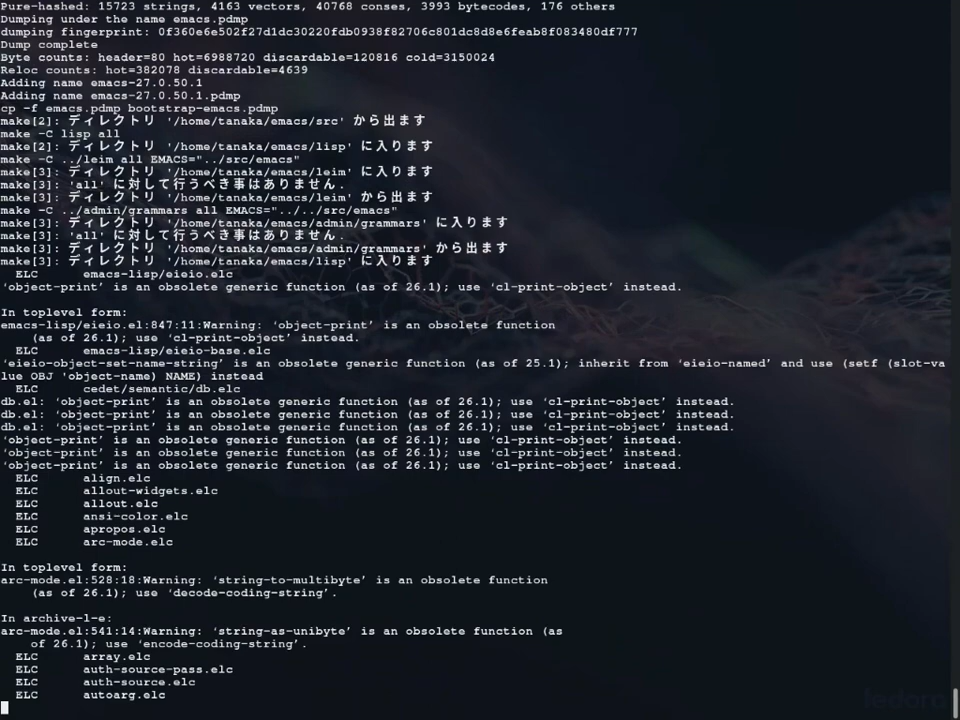 Pure-hashed: 15723 strings, 4163 vectors, 40768 conses, 3993 bytecodes, 176 others
Dumping under the name emacs.pdmp
dumping fingerprint: 0f360e6e502f27d1dc30220fdb0938f82706c801dc8d8e6feab8f083480df777
Dump complete
Byte counts: header=80 hot=6988720 discardable=120816 cold=3150024
Reloc counts: hot=382078 discardable=4639
Adding name emacs-27.0.50.1
Adding name emacs-27.0.50.1.pdmp
cp -f emacs.pdmp bootstrap-emacs.pdmp
make[2]: ディレクトリ '/home/tanaka/emacs/src' から出ます
make -C lisp all
make[2]: ディレクトリ '/home/tanaka/emacs/lisp' に入ります
make -C ../leim all EMACS="../src/emacs"
make[3]: ディレクトリ '/home/tanaka/emacs/leim' に入ります
make[3]: 'all' に対して行うべき事はありません.
make[3]: ディレクトリ '/home/tanaka/emacs/leim' から出ます
make -C ../admin/grammars all EMACS="../../src/emacs"
make[3]: ディレクトリ '/home/tanaka/emacs/admin/grammars' に入ります
make[3]: 'all' に対して行うべき事はありません.
make[3]: ディレクトリ '/home/tanaka/emacs/admin/grammars' から出ます
make[3]: ディレクトリ '/home/tanaka/emacs/lisp' に入ります
ELC      emacs-lisp/eieio.elc
‘object-print’ is an obsolete generic function (as of 26.1); use ‘cl-print-object’ instead.
In toplevel form:
emacs-lisp/eieio.el:847:11:Warning: ‘object-print’ is an obsolete function
(as of 26.1); use ‘cl-print-object’ instead.
ELC      emacs-lisp/eieio-base.elc
‘eieio-object-set-name-string’ is an obsolete generic function (as of 25.1); inherit from ‘eieio-named’ and use (setf (slot-va
lue OBJ 'object-name) NAME) instead
ELC      cedet/semantic/db.elc
db.el: ‘object-print’ is an obsolete generic function (as of 26.1); use ‘cl-print-object’ instead.
db.el: ‘object-print’ is an obsolete generic function (as of 26.1); use ‘cl-print-object’ instead.
db.el: ‘object-print’ is an obsolete generic function (as of 26.1); use ‘cl-print-object’ instead.
‘object-print’ is an obsolete generic function (as of 26.1); use ‘cl-print-object’ instead.
‘object-print’ is an obsolete generic function (as of 26.1); use ‘cl-print-object’ instead.
‘object-print’ is an obsolete generic function (as of 26.1); use ‘cl-print-object’ instead.
ELC      align.elc
ELC      allout-widgets.elc
ELC      allout.elc
ELC      ansi-color.elc
ELC      apropos.elc
ELC      arc-mode.elc
In toplevel form:
arc-mode.el:528:18:Warning: ‘string-to-multibyte’ is an obsolete function
(as of 26.1); use ‘decode-coding-string’.
In archive-l-e:
arc-mode.el:541:14:Warning: ‘string-as-unibyte’ is an obsolete function (as
of 26.1); use ‘encode-coding-string’.
ELC      array.elc
ELC      auth-source-pass.elc
ELC      auth-source.elc
ELC      autoarg.elc
fedora